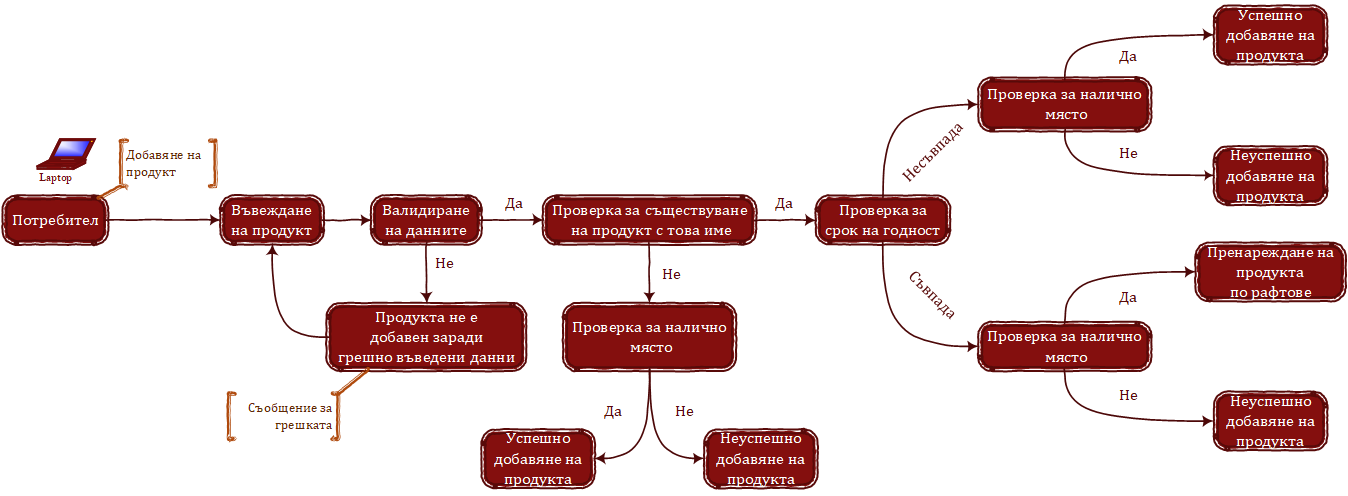 Laptop
Добавяне на
продукт
Потребител
Въвеждане
на продукт
Валидиране
на данните
Да
Проверка за съществуване
на продукт с това име
Да
Проверка за
срок на годност
Не
Продукта не е
добавен заради
грешно въведени данни
Съобщение за
грешката
Не
Проверка за налично
място
Да
Не
Успешно
добавяне на
продукта
Неуспешно
добавяне на
продукта
Несъвпада
Проверка за налично
място
Да
Успешно
добавяне на
продукта
Не
Неуспешно
добавяне на
продукта
Съвпада
Проверка за налично
място
Да
Пренареждане на
продукта
по рафтове
Не
Неуспешно
добавяне на
продукта